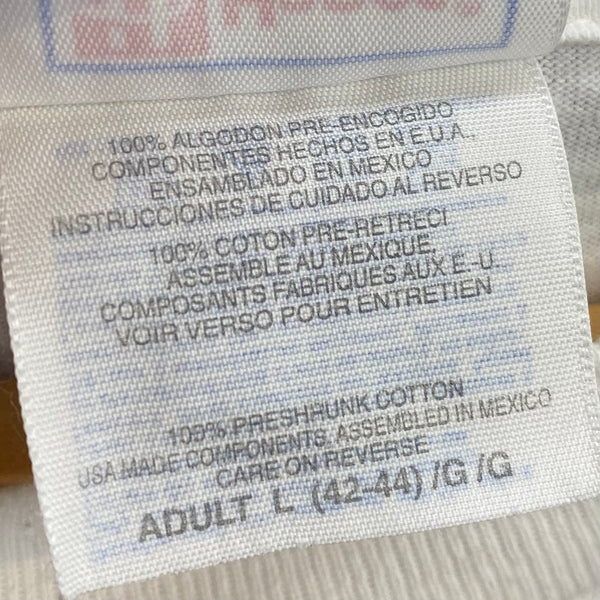 100% ALGODON PRE-ENCOGIDO
COMPONENTES HECHOS EN E.U.A.,
ENSAMBLADO EN MEXICO
INSTRUCCIONES DE CUIDADO AL REVERSO
100% COTON PRE-RETRECI
ASSEMBLE AU MEXIQUE,
COMPOSANTS FABRIQUES AUX E.-U.
VOIR VERSO POUR ENTRETIEN
100% PRESHRUNK COTTON
USA MADE COMPONENTS, ASSEMBLED IN MEXICO
CARE ON REVERSE
ADULT L (42-44) /G /G